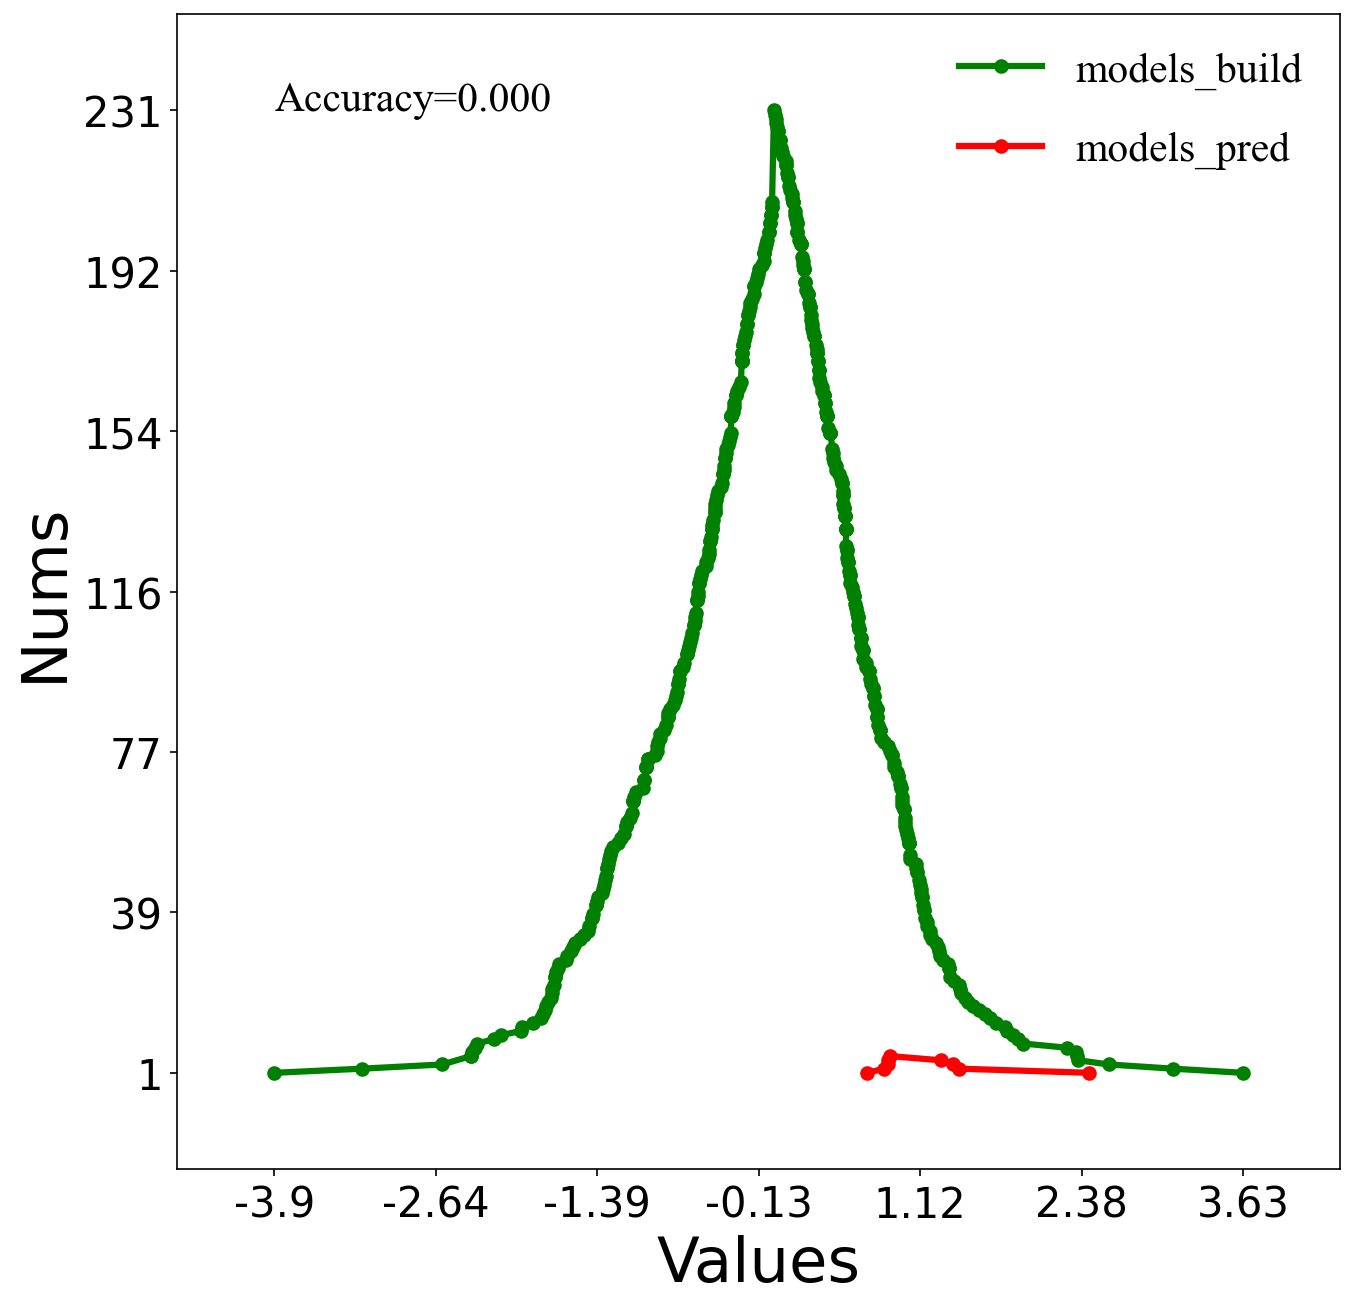 Accuracy=0.000
models_build
models_pred
231
192
154
116
77
39
1
Nums
-3.9
-2.64
-1.39
-0.13
1.12
2.38
3.63
Values